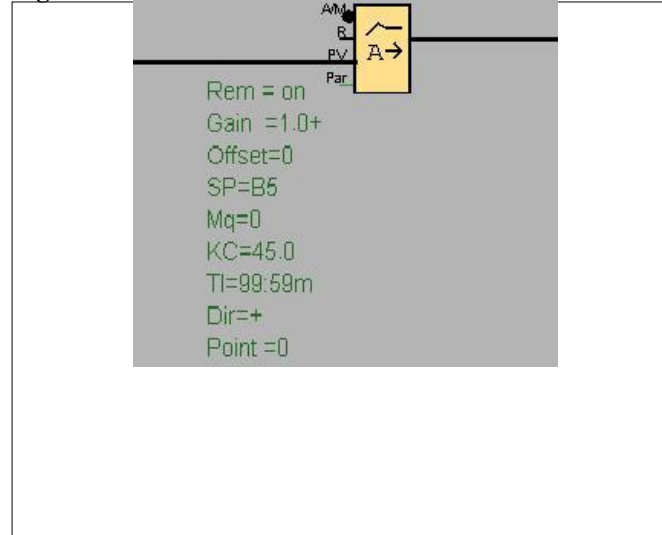 A/M
R
PV
A→
Par
Rem = on
Gain =1.0+
Offset=0
SP=B5
Mq=0
KC=45.0
TI=99:59m
Dir=+
Point =0